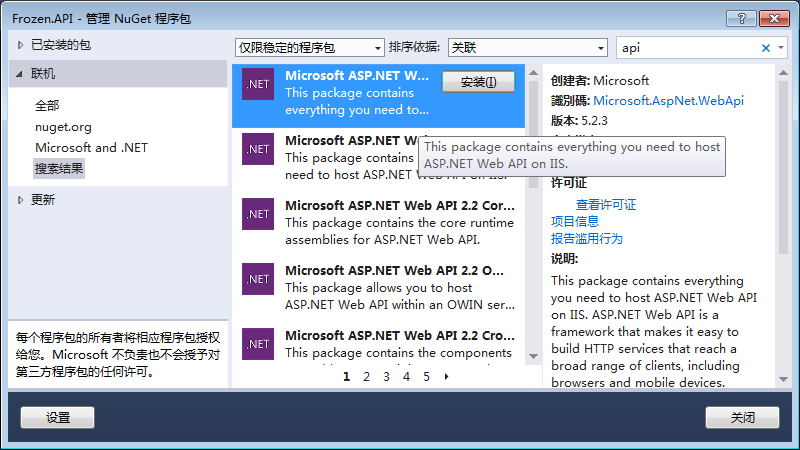 Frozen.API - 管理 NuGet 程序包
已安装的包
联机
全部
nuget.org
Microsoft and .NET
搜索结果
更新
每个程序包的所有者将相应程序包授权
给您。Microsoft 不负责也不会授予对
第三方程序包的任何许可。
仅限稳定的程序包
排序依据:
关联
api
.NET
Microsoft ASP.NET W...
安装(I)
This package contains
everything you need to...
.NET
Microsoft ASP.NET We
This package contains
need to host ASP.NET Web API on IIS.
This package contains everything you need to host
ASP.NET Web API on IIS.
.NET
Microsoft ASP.NET Web API 2.2 Cor...
This package contains the core runtime
assemblies for ASP.NET Web API.
.NET
Microsoft ASP.NET Web API 2.2 O...
This package allows you to host
ASP.NET Web API within an OWIN ser...
.NET
Microsoft ASP.NET Web API 2.2 Cro...
This package contains the components
1 2 3 4 5
创建者: Microsoft
識別碼: Microsoft.AspNet.WebApi
版本: 5.2.3
许可证
查看许可证
项目信息
报告滥用行为
说明:
This package contains everything
you need to host ASP.NET Web API
on IIS. ASP.NET Web API is a
framework that makes it easy to
build HTTP services that reach a
broad range of clients, including
browsers and mobile devices.
设置
关闭